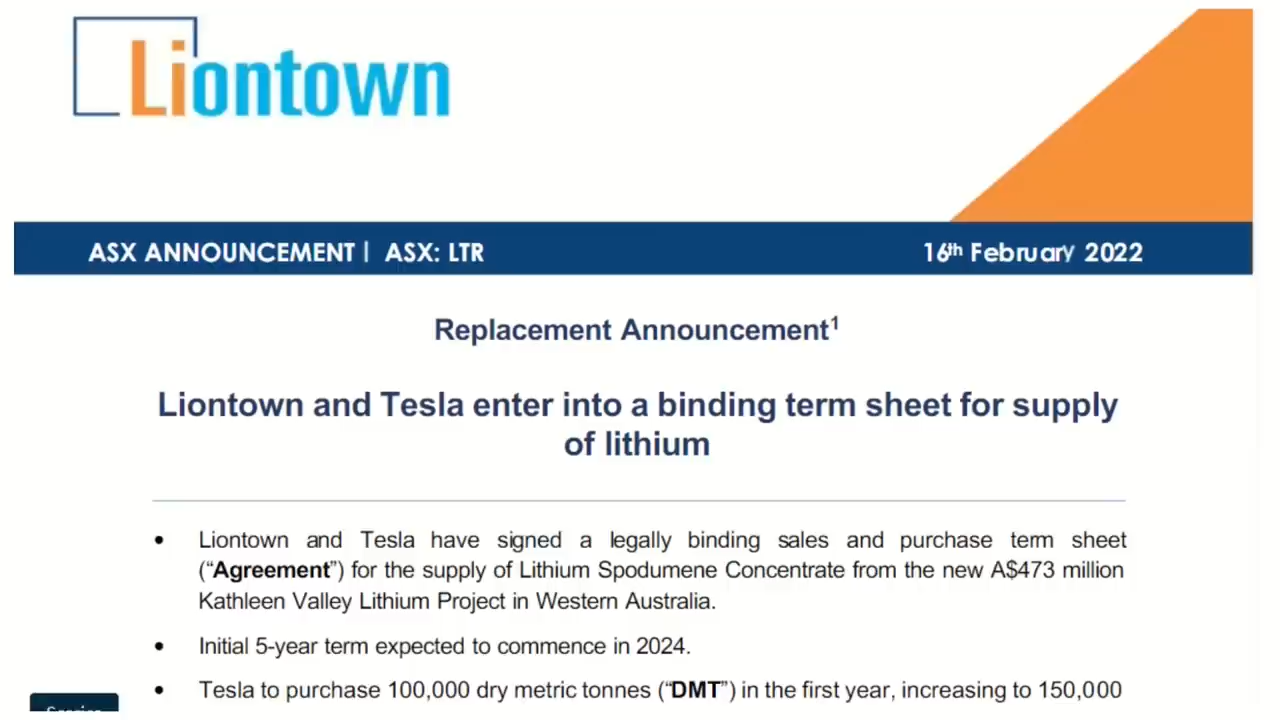 Liontown
ASX ANNOUNCEMENT | ASX: LTR
16th February 2022
Replacement Announcement1
Liontown and Tesla enter into a binding term sheet for supply
of lithium
• Liontown and Tesla have signed a legally binding sales and purchase term sheet
(“Agreement”) for the supply of Lithium Spodumene Concentrate from the new A$473 million
Kathleen Valley Lithium Project in Western Australia.
• Initial 5-year term expected to commence in 2024.
• Tesla to purchase 100,000 dry metric tonnes (“DMT”) in the first year, increasing to 150,000